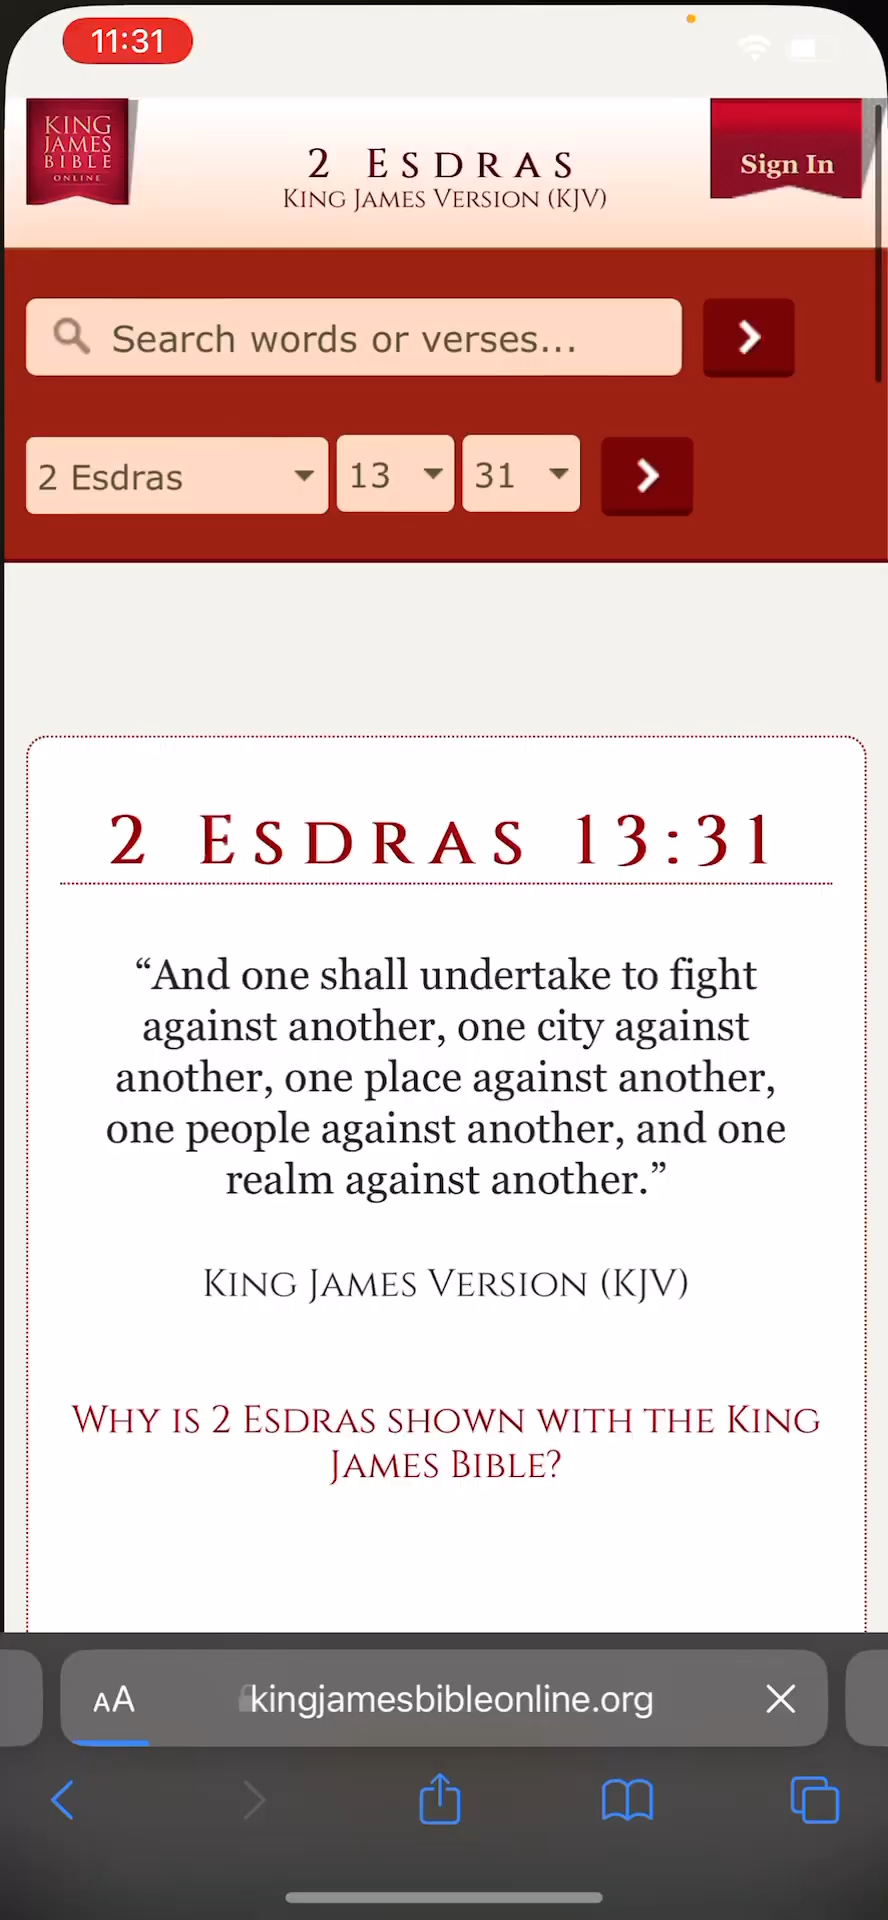 11:31
KING
JAMES
BIBLE
ONLINE
2 Esdras
King James Version (KJV)
Sign In
Search words or verses...
2 Esdras
13
31
2 Esdras 13:31
“And one shall undertake to fight
against another, one city against
another, one place against another,
one people against another, and one
realm against another.”
King James Version (KJV)
Why is 2 Esdras shown with the King
James Bible?
AA
kingjamesbibleonline.org